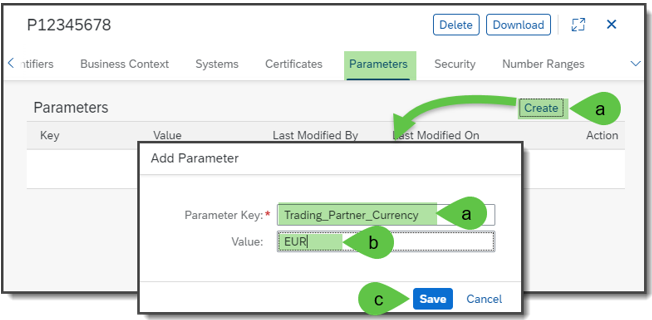 P12345678
Delete
Download
ntifiers Business Context Systems Certificates Parameters Security Number Ranges
Parameters
Create
a
Key Value Last Modified By Last Modified On Action
Add Parameter
Parameter Key:* Trading_Partner_Currency
a
Value: EUR
b
c
Save
Cancel